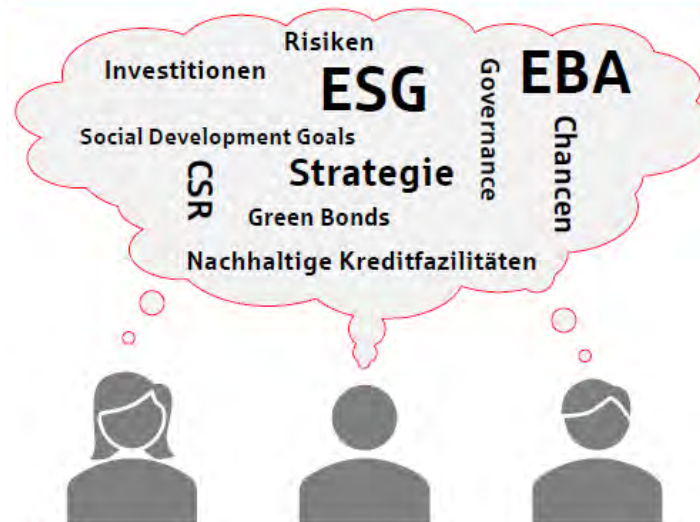 Risiken
Investitionen
ESG
EBA
Governance
Social Development Goals
Chancen
CSR
Strategie
Green Bonds
Nachhaltige Kreditfazilitäten